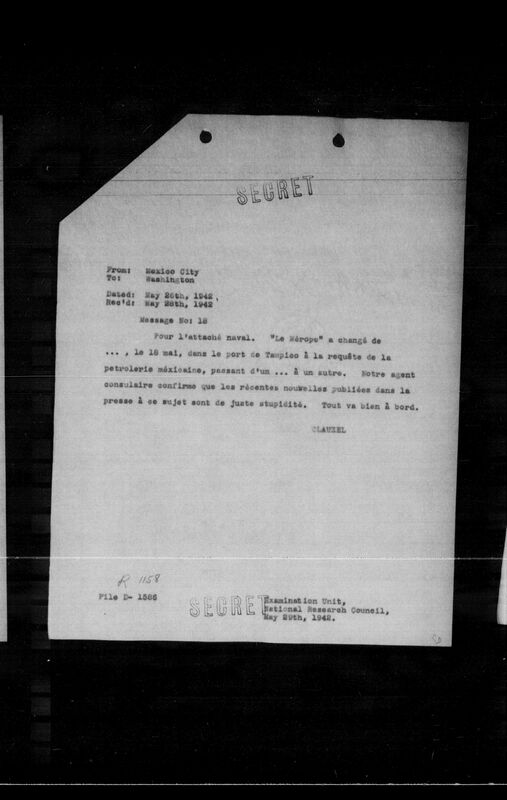 SECRET
From: Mexico City
To: Washington
Dated: May 26th, 1942,
Rec'd: May 28th, 1942
Message No: 18
Pour l'attaché naval. "Le Mérope" a changé de
... , le 18 mai, dans le port de Tampico à la requête de la
petrolerie méxicaine, passant d'un ... à un autre. Notre agent
consulaire confirme que les récentes nouvelles publiées dans la
presse à ce sujet sont de juste stupidité. Tout va bien à bord.
CLAUZEL
R 1158
File D- 1586
SECRET
Examination Unit,
National Research Council,
May 29th, 1942.